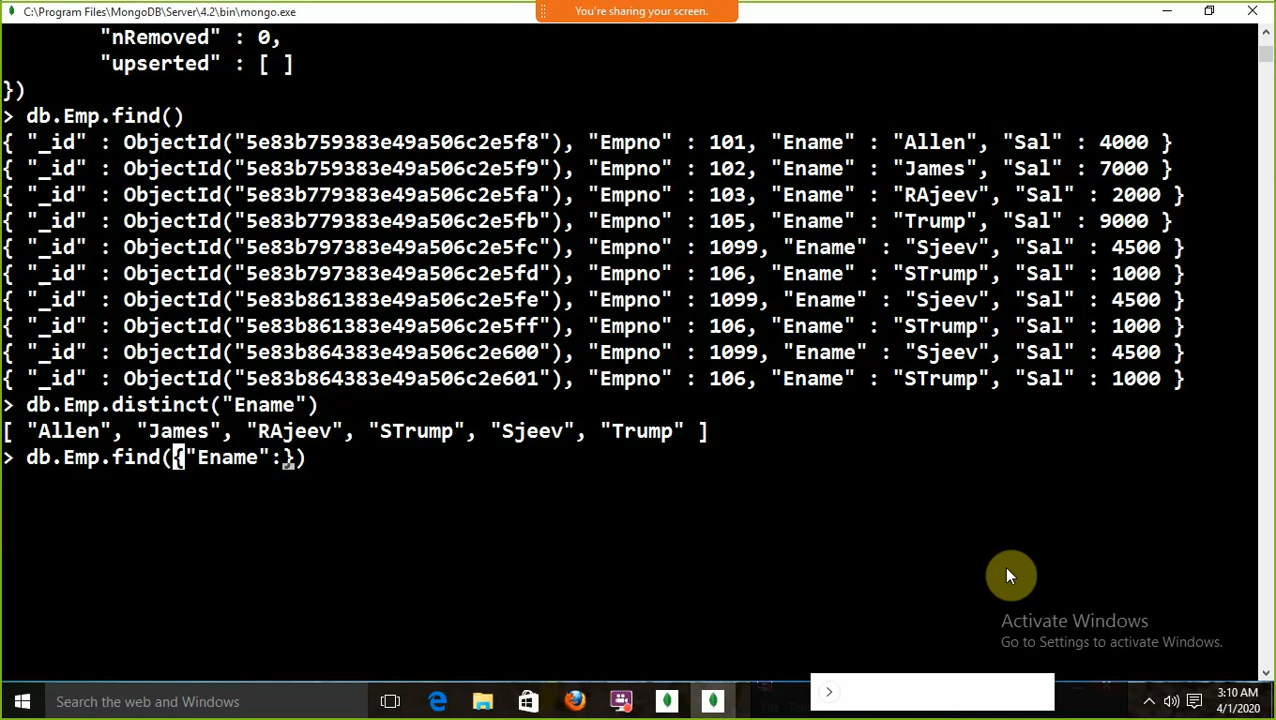 C:\Program Files\MongoDB\Server\4.2\bin\mongo.exe
You're sharing your screen.
"nRemoved" : 0,
"upserted" : [ ]
})
> db.Emp.find()
{ "_id" : ObjectId("5e83b759383e49a506c2e5f8"), "Empno" : 101, "Ename" : "Allen", "Sal" : 4000 }
{ "_id" : ObjectId("5e83b759383e49a506c2e5f9"), "Empno" : 102, "Ename" : "James", "Sal" : 7000 }
{ "_id" : ObjectId("5e83b779383e49a506c2e5fa"), "Empno" : 103, "Ename" : "RAjeev", "Sal" : 2000 }
{ "_id" : ObjectId("5e83b779383e49a506c2e5fb"), "Empno" : 105, "Ename" : "Trump", "Sal" : 9000 }
{ "_id" : ObjectId("5e83b797383e49a506c2e5fc"), "Empno" : 1099, "Ename" : "Sjeev", "Sal" : 4500 }
{ "_id" : ObjectId("5e83b797383e49a506c2e5fd"), "Empno" : 106, "Ename" : "STrump", "Sal" : 1000 }
{ "_id" : ObjectId("5e83b861383e49a506c2e5fe"), "Empno" : 1099, "Ename" : "Sjeev", "Sal" : 4500 }
{ "_id" : ObjectId("5e83b861383e49a506c2e5ff"), "Empno" : 106, "Ename" : "STrump", "Sal" : 1000 }
{ "_id" : ObjectId("5e83b864383e49a506c2e600"), "Empno" : 1099, "Ename" : "Sjeev", "Sal" : 4500 }
{ "_id" : ObjectId("5e83b864383e49a506c2e601"), "Empno" : 106, "Ename" : "STrump", "Sal" : 1000 }
> db.Emp.distinct("Ename")
[ "Allen", "James", "RAjeev", "STrump", "Sjeev", "Trump" ]
> db.Emp.find({"Ename":})
Activate Windows
Go to Settings to activate Windows.
Search the web and Windows
3:10 AM
4/1/2020